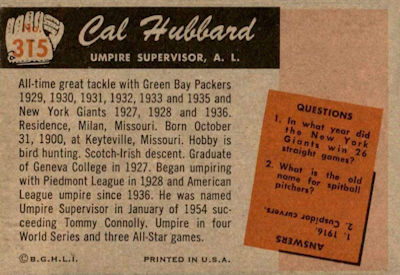 No.
3T5
Cal Hubbard
UMPIRE SUPERVISOR, A. L.
All-time great tackle with Green Bay Packers
1929, 1930, 1931, 1932, 1933 and 1935 and
New York Giants 1927, 1928 and 1936.
Residence, Milan, Missouri. Born October
31, 1900, at Keyteville, Missouri. Hobby is
bird hunting. Scotch-Irish descent. Graduate
of Geneva College in 1927. Began umpiring
with Piedmont League in 1928 and American
League umpire since 1936. He was named
Umpire Supervisor in January of 1954 suc-
ceeding Tommy Connolly. Umpire in four
World Series and three All-Star games.
© B.G.H.L.I.
PRINTED IN U.S.A.
QUESTIONS
1. In what year did
the New York
Giants win 26
straight games?
2. What is the old
name for spitball
pitchers?
ANSWERS
1. 1916.
2. Cuspidor curvers.